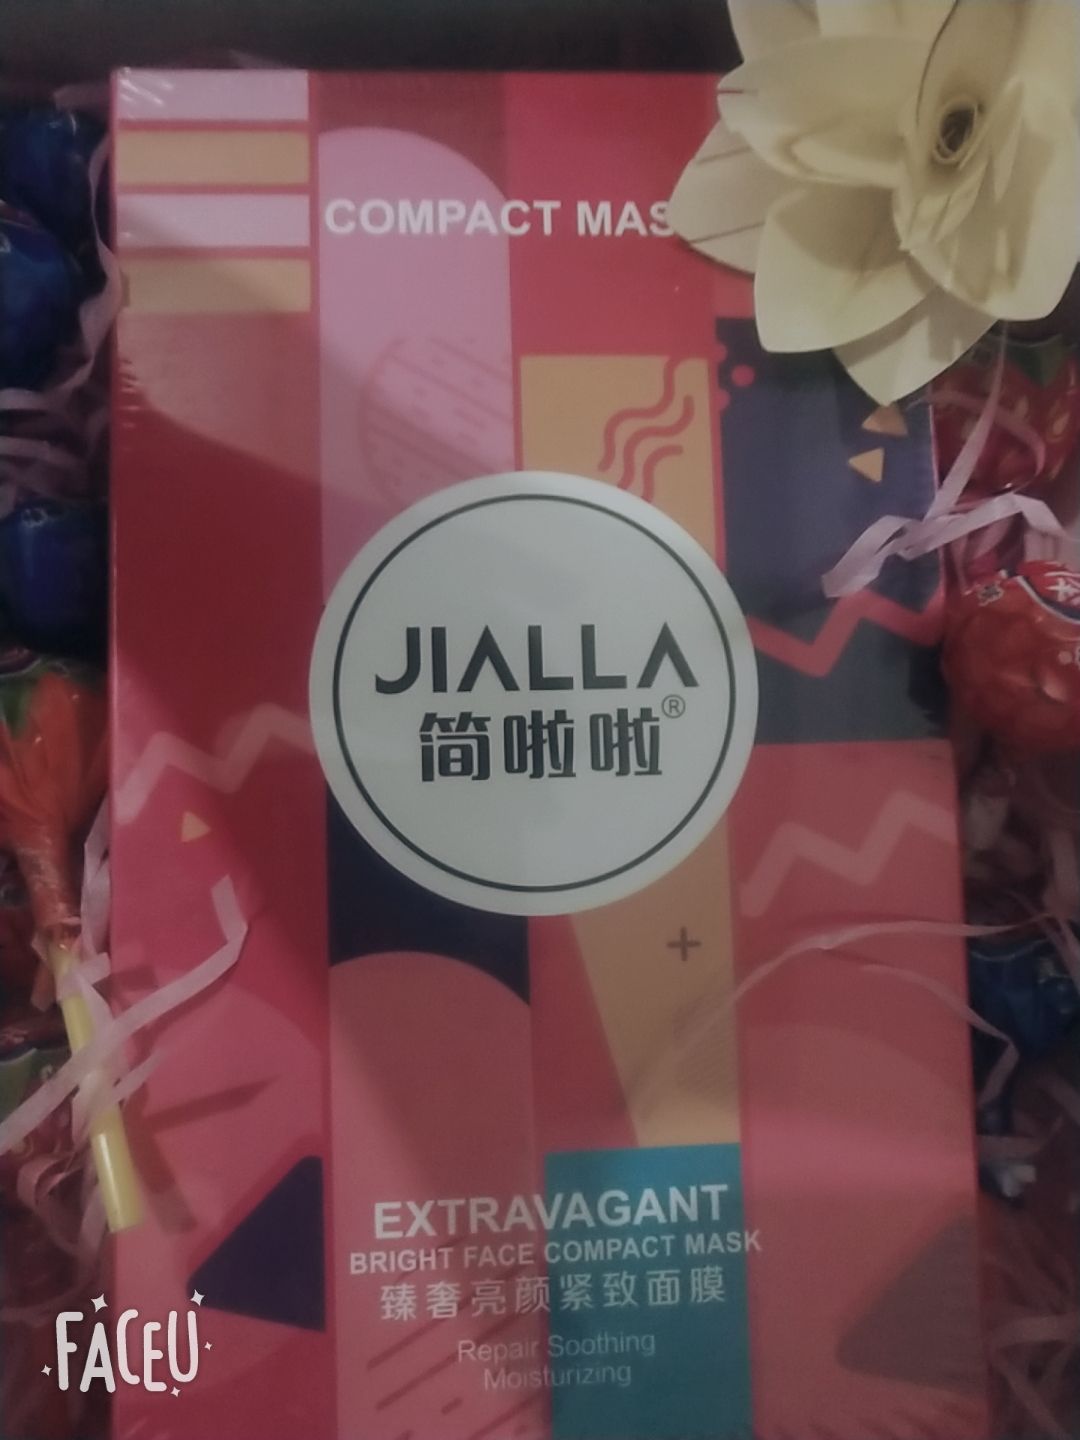 COMPACT MAS
JIALLA
简啦啦®
EXTRAVAGANT
BRIGHT FACE COMPACT MASK
臻奢亮颜紧致面膜
Repair Soothing
Moisturizing
FACEU